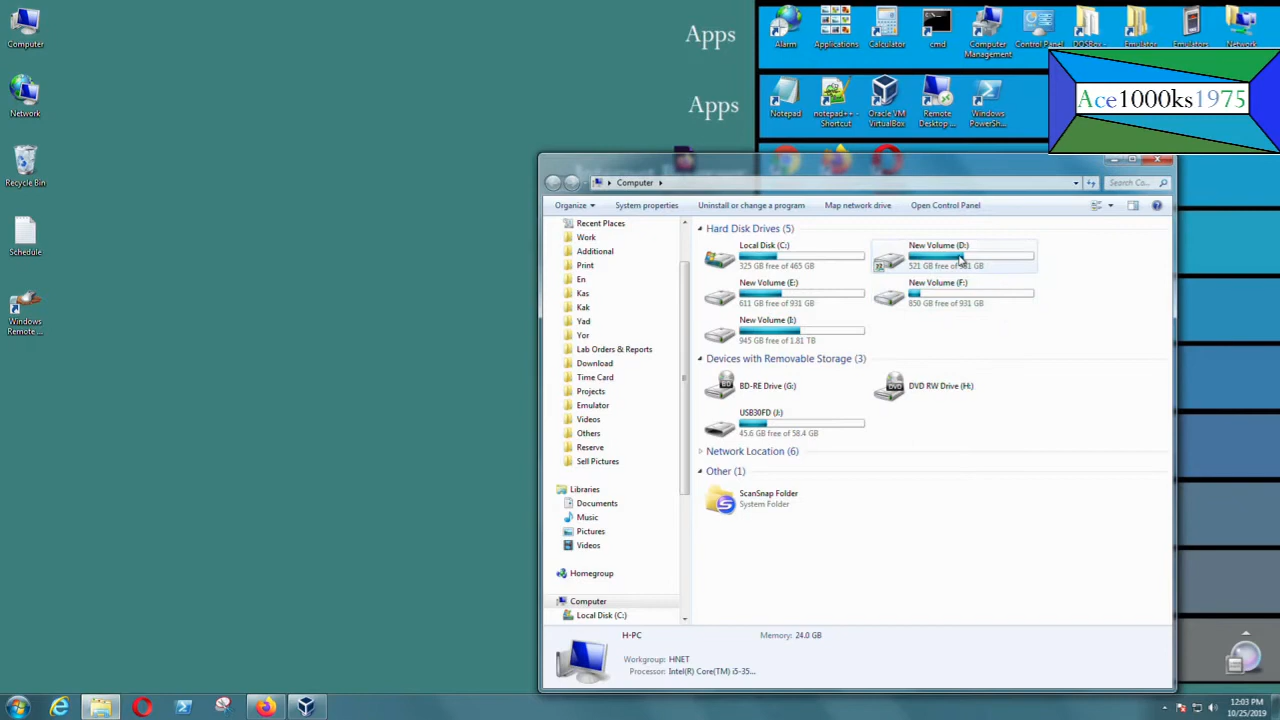 Computer
Network
Recycle Bin
Schedule
Windows
Remote ...
Apps
Apps
Alarm
Applications
Calculator
cmd
Computer
Management
Control Panel
DOSBox
Emulator
Emulators
Network
Notepad
notepad++ -
Shortcut
Oracle VM
VirtualBox
Remote
Desktop...
Windows
PowerSh...
Ace1000ks1975
Computer
Search Co...
Organize
System properties
Uninstall or change a program
Map network drive
Open Control Panel
Recent Places
Work
Additional
Print
En
Kas
Kak
Yad
Yor
Lab Orders & Reports
Download
Time Card
Projects
Emulator
Videos
Others
Reserve
Sell Pictures
Libraries
Documents
Music
Pictures
Videos
Homegroup
Computer
Local Disk (C:)
Hard Disk Drives (5)
Local Disk (C:)
325 GB free of 465 GB
New Volume (D:)
521 GB free of 931 GB
New Volume (E:)
611 GB free of 931 GB
New Volume (F:)
850 GB free of 931 GB
New Volume (I:)
945 GB free of 1.81 TB
Devices with Removable Storage (3)
BD-RE Drive (G:)
DVD RW Drive (H:)
USB30FD (J:)
45.6 GB free of 58.4 GB
Network Location (6)
Other (1)
ScanSnap Folder
System Folder
H-PC
Memory: 24.0 GB
Workgroup: HNET
Processor: Intel(R) Core(TM) i5-35...
12:03 PM
10/25/2019